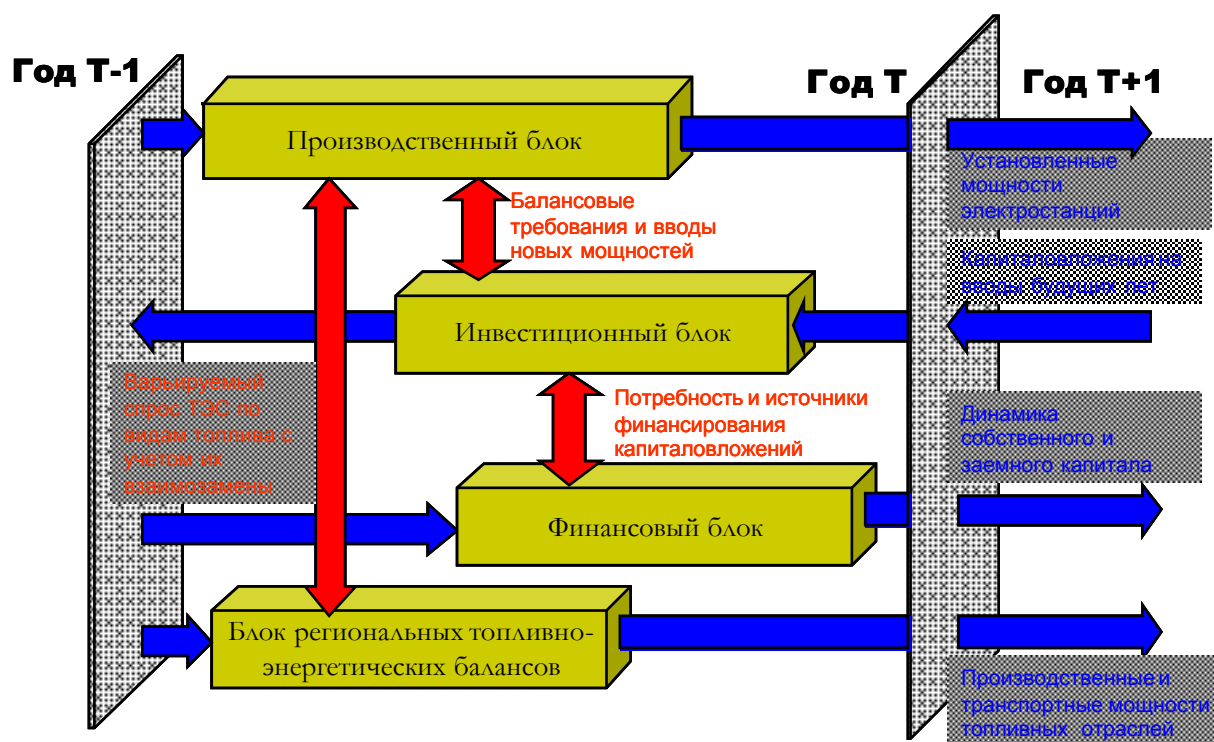 Год Т-1
Год Т
Год Т+1
Производственный блок
Установленные
мощности
электростанций
Балансовые
требования и вводы
новых мощностей
Капиталовложения на
вводы будущих лет
Инвестиционный блок
Варьируемый
спрос ТЭС по
видам топлива с
учетом их
взаимозамены
Потребность и источники
финансирования
капиталовложений
Динамика
собственного и
заемного капитала
Финансовый блок
Блок региональных топливно-
энергетических балансов
Производственные и
транспортные мощности
топливных отраслей